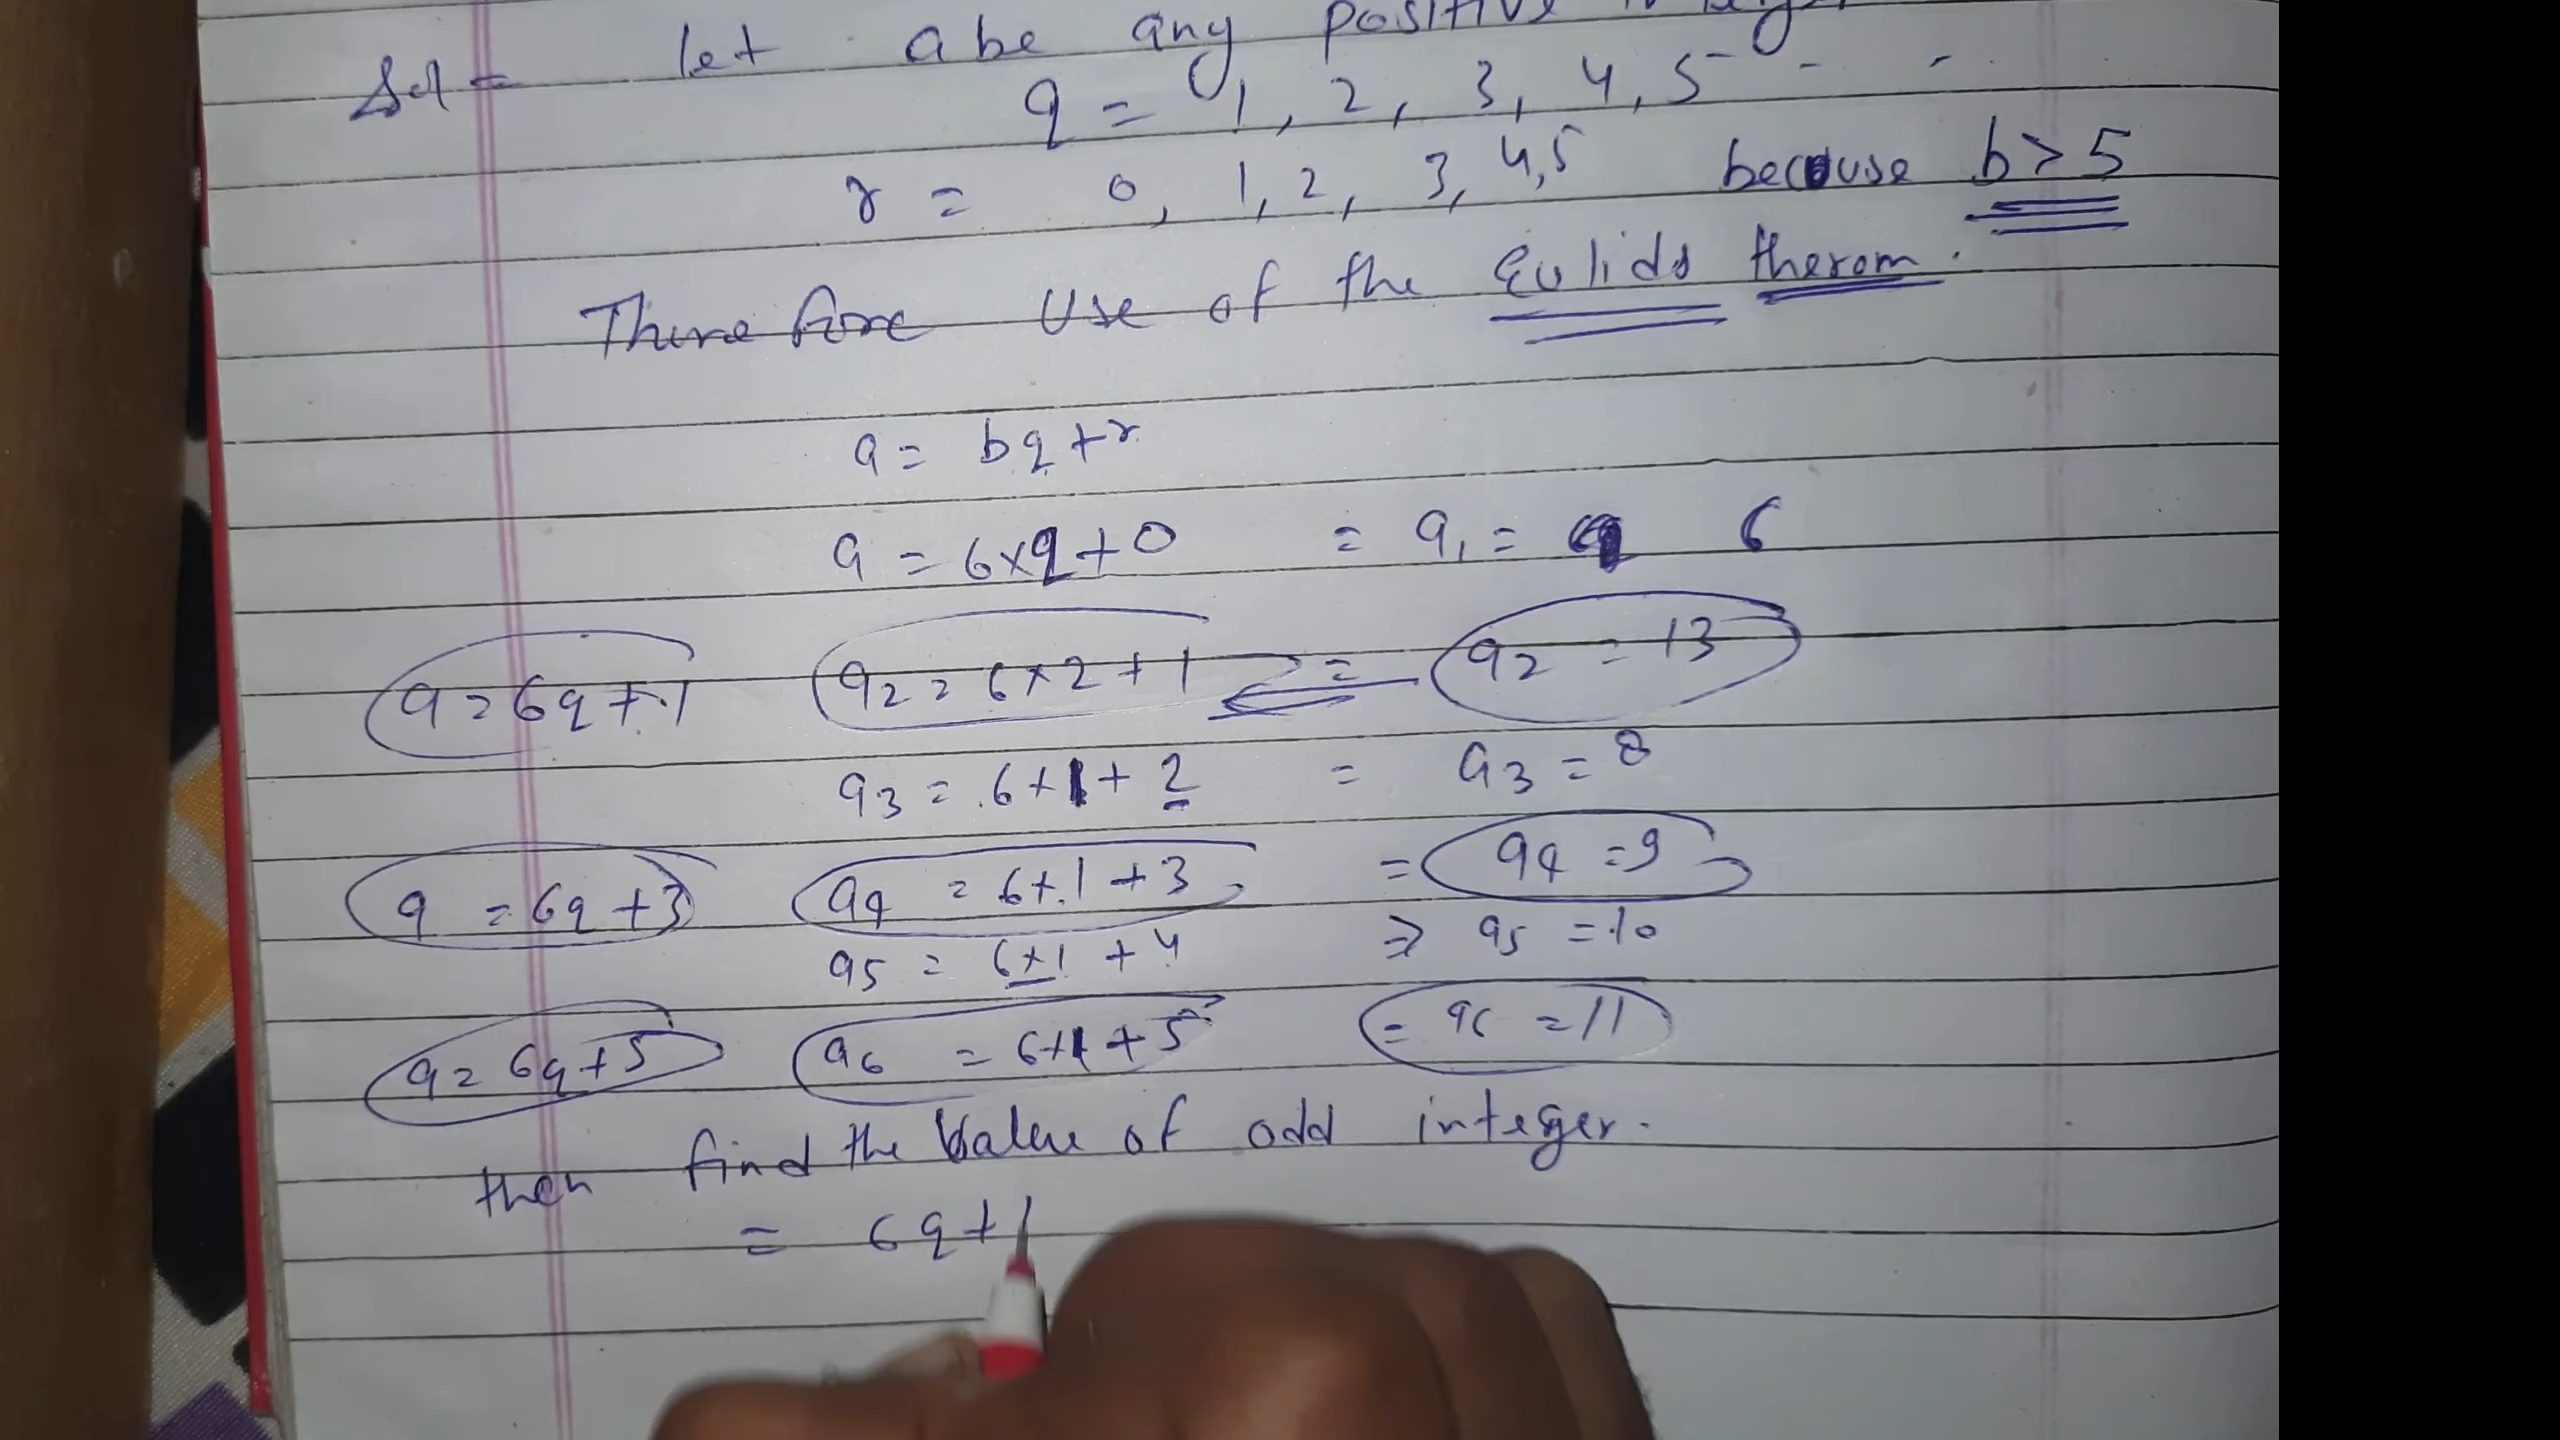 Sol = let a be any positive
q = 1, 2, 3, 4, 5 - - -
r = 0, 1, 2, 3, 4, 5 because b > 5
There fore Use of the Eulids therom.
a = bq + r
a = 6×q + 0 = a1 = 6
a = 6q + 1 a2 = 6×2 + 1 = a2 = 13
a3 = 6×1 + 2 = a3 = 8
a = 6q + 3 a4 = 6×1 + 3 = a4 = 9
a5 = 6×1 + 4 ⇒ a5 = 10
a = 6q + 5 a6 = 6×1 + 5 = a6 = 11
then find the Value of odd integer.
= 6q + 1